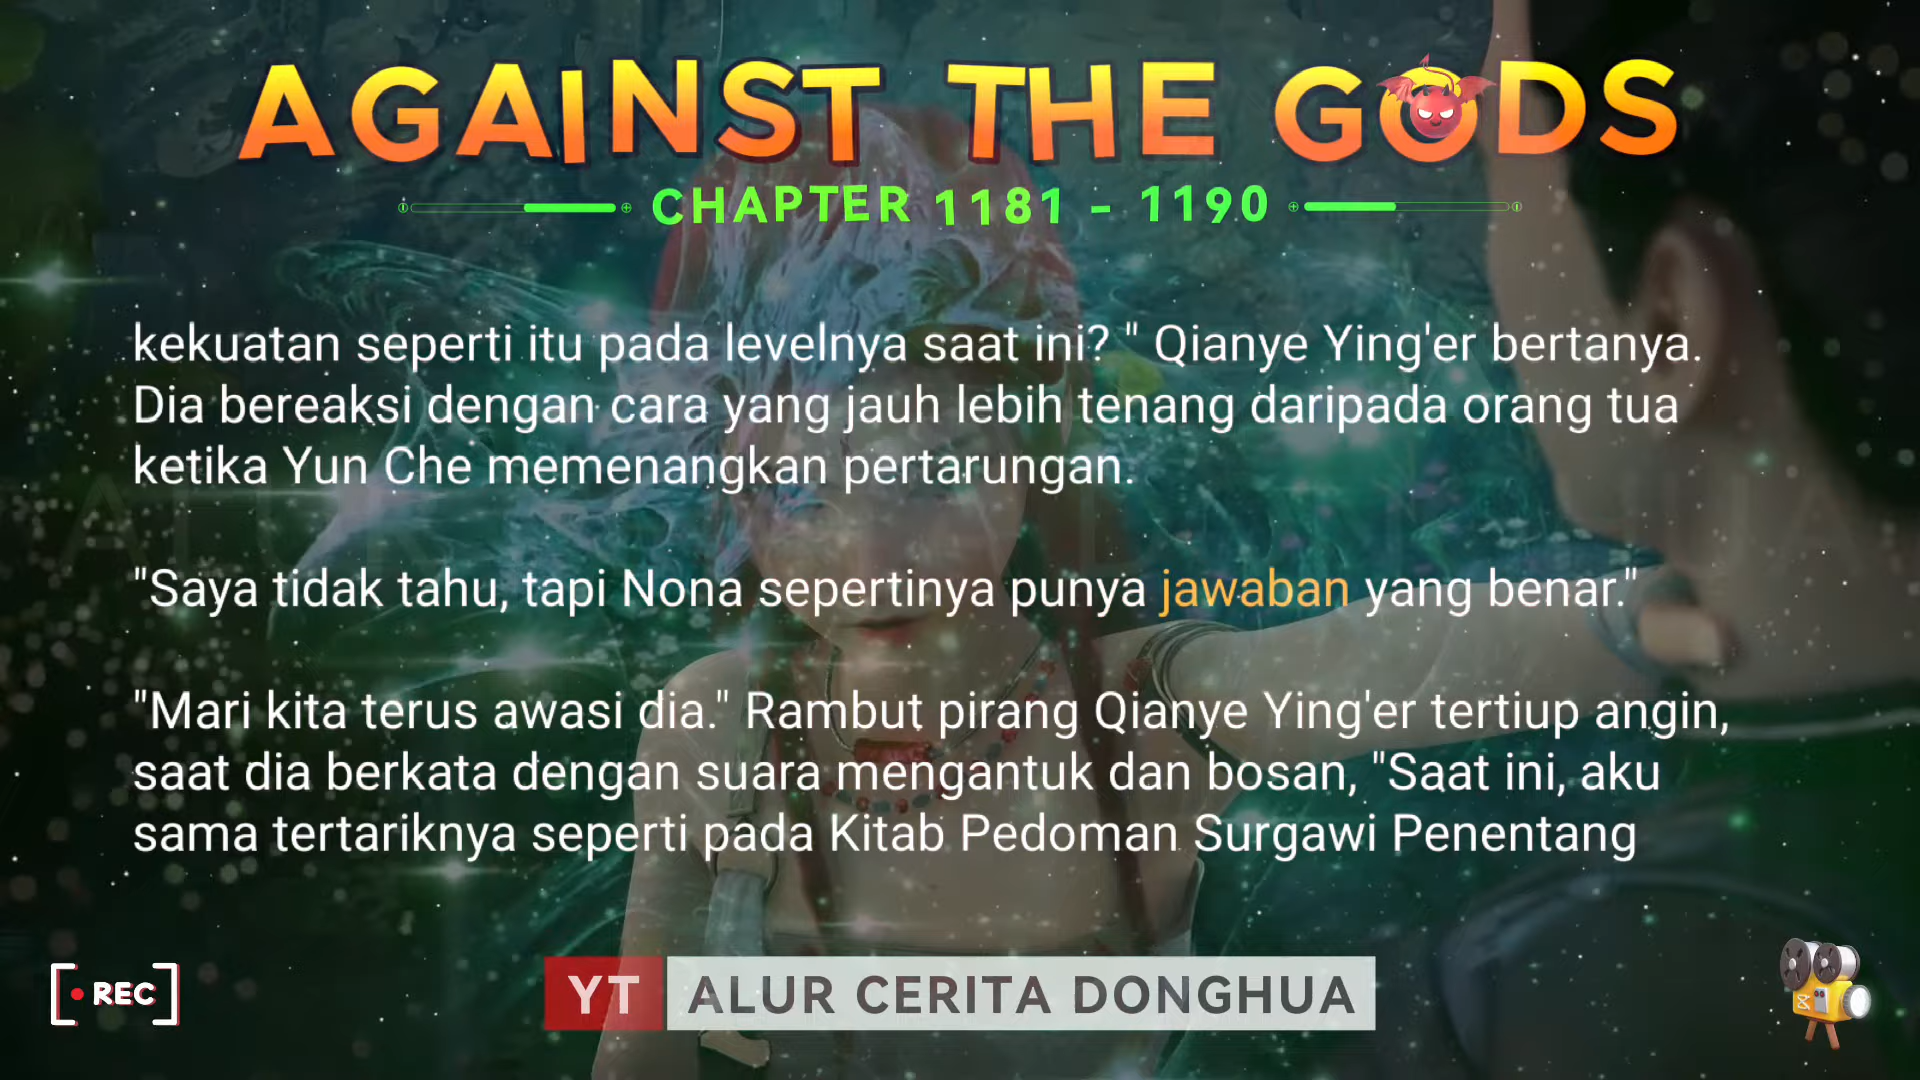 AGAINST THE GODS
CHAPTER 1181 - 1190
kekuatan seperti itu pada levelnya saat ini? " Qianye Ying'er bertanya.
Dia bereaksi dengan cara yang jauh lebih tenang daripada orang tua
ketika Yun Che memenangkan pertarungan.
"Saya tidak tahu, tapi Nona sepertinya punya jawaban yang benar."
"Mari kita terus awasi dia." Rambut pirang Qianye Ying'er tertiup angin,
saat dia berkata dengan suara mengantuk dan bosan, "Saat ini, aku
sama tertariknya seperti pada Kitab Pedoman Surgawi Penentang
REC
YT ALUR CERITA DONGHUA